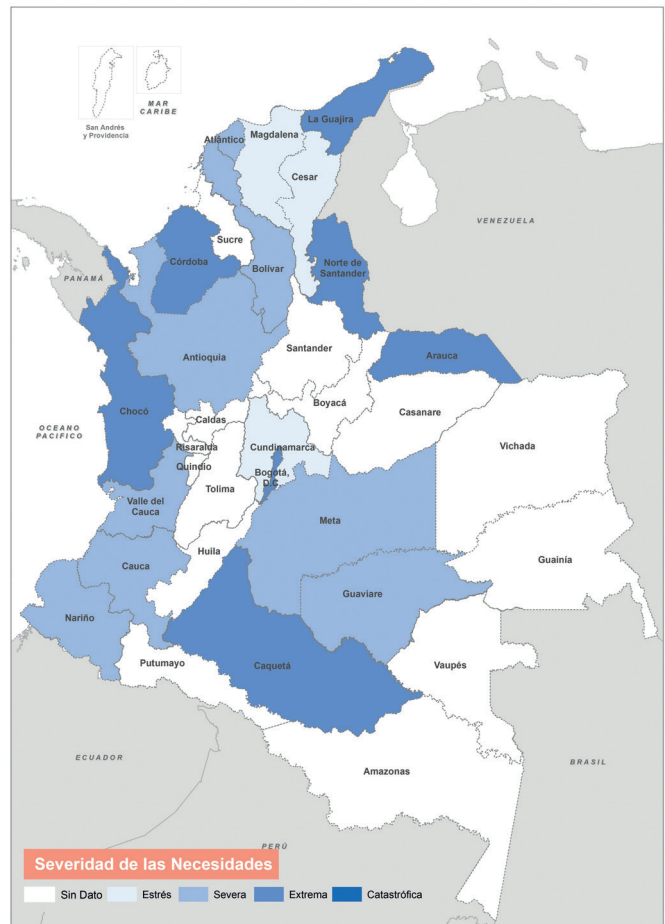 MAR
CARIBE
San Andrés
y Providencia
La Guajira
Atlántico
Magdalena
Cesar
VENEZUELA
Sucre
Córdoba
Bolívar
Norte de
Santander
PANAMÁ
Antioquia
Santander
Arauca
Boyacá
Chocó
Casanare
Caldas
OCEANO
PACIFICO
Cundinamarca
Risaralda
Vichada
Quindío
Bogotá,
D.C
Tolima
Valle del
Cauca
Meta
Huila
Guainía
Cauca
Guaviare
Nariño
Putumayo
Caquetá
Vaupés
ECUADOR
BRASIL
Amazonas
PERÚ
Severidad de las Necesidades
Sin Dato
Estrés
Severa
Extrema
Catastrófica